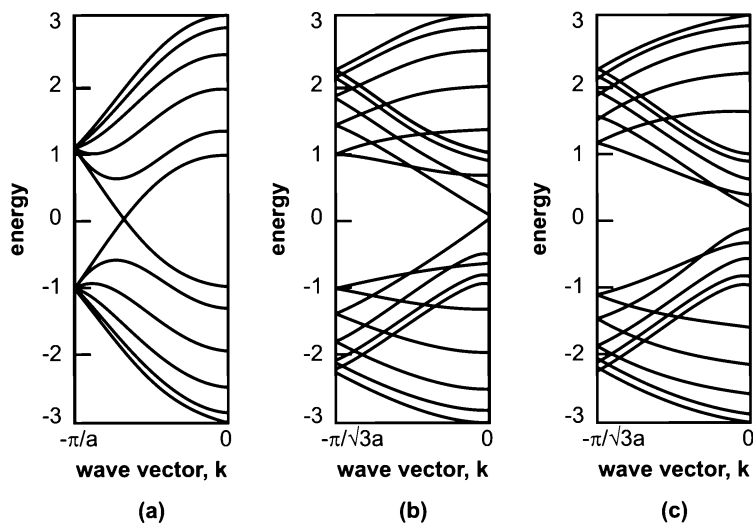 3
2
1
0
-1
-2
-3
energy
-π/a 0
wave vector, k
(a)
3
2
1
0
-1
-2
-3
energy
-π/√3a 0
wave vector, k
(b)
3
2
1
0
-1
-2
-3
energy
-π/√3a 0
wave vector, k
(c)